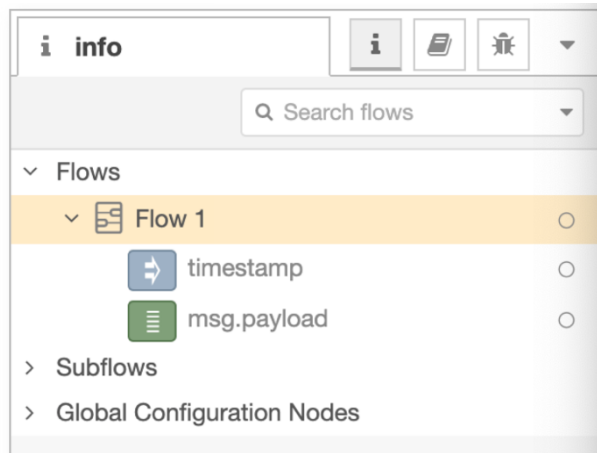 info
Search flows
Flows
Flow 1
timestamp
msg.payload
Subflows
Global Configuration Nodes